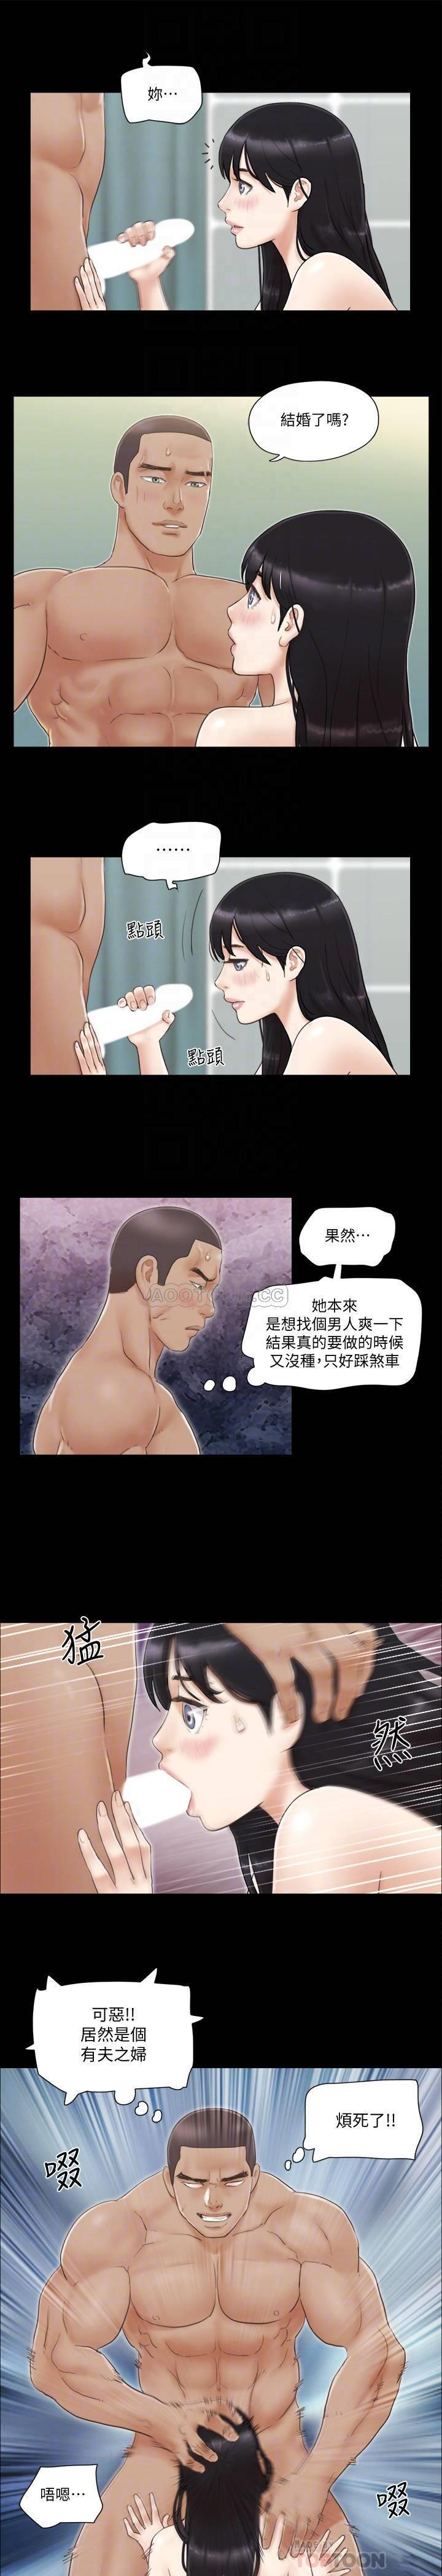 妳⋯
結婚了嗎?
⋯⋯
點頭
點頭
果然⋯
她本來
是想找個男人爽一下
結果真的要做的時候
又沒種,只好踩煞車
猛
然
可惡!!
居然是個
有夫之婦
煩死了!!
啜
唔嗯⋯
啜
TOPTOON